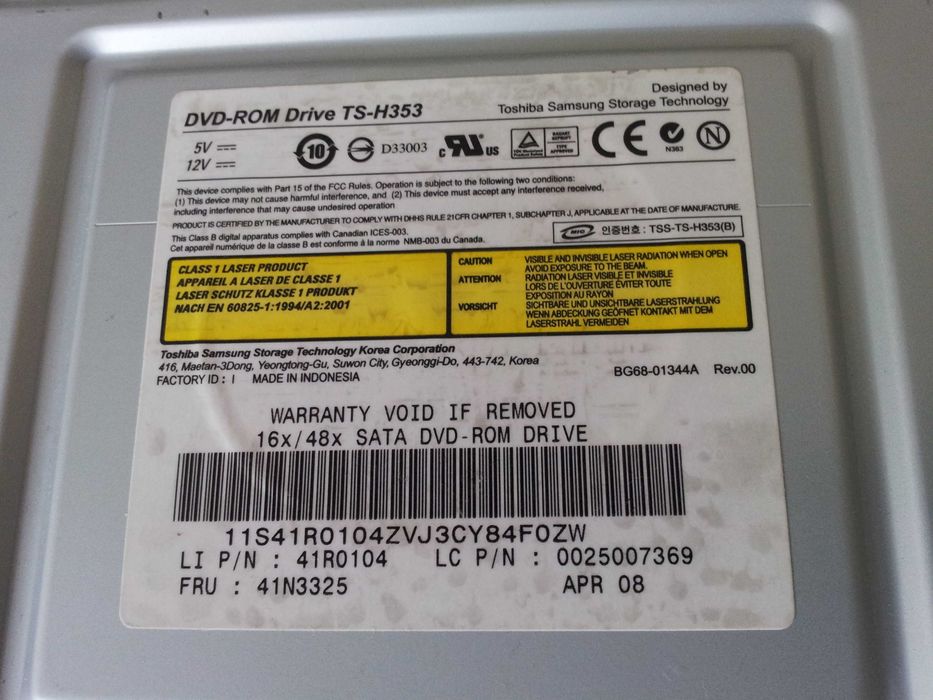 DVD-ROM Drive TS-H353
Designed by
Toshiba Samsung Storage Technology
5V
12V
10
D33003
c RU US
CE
N363
N
This device complies with Part 15 of the FCC Rules. Operation is subject to the following two conditions:
(1) This device may not cause harmful interference, and (2) This device must accept any interference received,
including interference that may cause undesired operation
PRODUCT IS CERTIFIED BY THE MANUFACTURER TO COMPLY WITH DHHS RULE 21CFR CHAPTER 1, SUBCHAPTER J, APPLICABLE AT THE DATE OF MANUFACTURE.
This Class B digital apparatus complies with Canadian ICES-003.
Cet appareil numérique de la classe B est conforme à la norme NMB-003 du Canada.
MIC 인증번호 : TSS-TS-H353(B)
CLASS 1 LASER PRODUCT
APPAREIL A LASER DE CLASSE 1
LASER SCHUTZ KLASSE 1 PRODUKT
NACH EN 60825-1:1994/A2:2001
CAUTION VISIBLE AND INVISIBLE LASER RADIATION WHEN OPEN
AVOID EXPOSURE TO THE BEAM.
ATTENTION RADIATION LASER VISIBLE ET INVISIBLE
LORS DE L'OUVERTURE EVITER TOUTE
EXPOSITION AU RAYON
VORSICHT SICHTBARE UND UNSICHTBARE LASERSTRAHLUNG
WENN ABDECKUNG GEÖFFNET KONTAKT MIT DEM
LASERSTRAHL VERMEIDEN
Toshiba Samsung Storage Technology Korea Corporation
416, Maetan-3Dong, Yeongtong-Gu, Suwon City, Gyeonggi-Do, 443-742, Korea
FACTORY ID : I MADE IN INDONESIA
BG68-01344A Rev.00
WARRANTY VOID IF REMOVED
16x/48x SATA DVD-ROM DRIVE
11S41R0104ZVJ3CY84F0ZW
LI P/N : 41R0104 LC P/N : 0025007369
FRU : 41N3325 APR 08